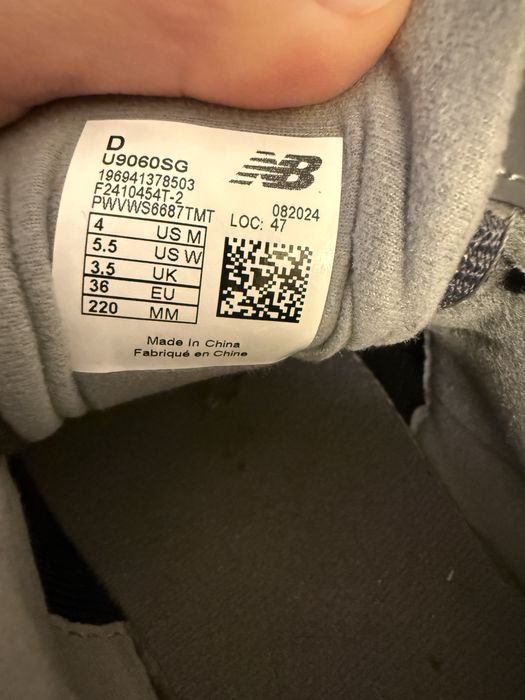 D
U9060SG
196941378503
F2410454T-2
PWVWS6687TMT
NB
082024
LOC: 47
4 US M
5.5 US W
3.5 UK
36 EU
220 MM
Made in China
Fabriqué en Chine